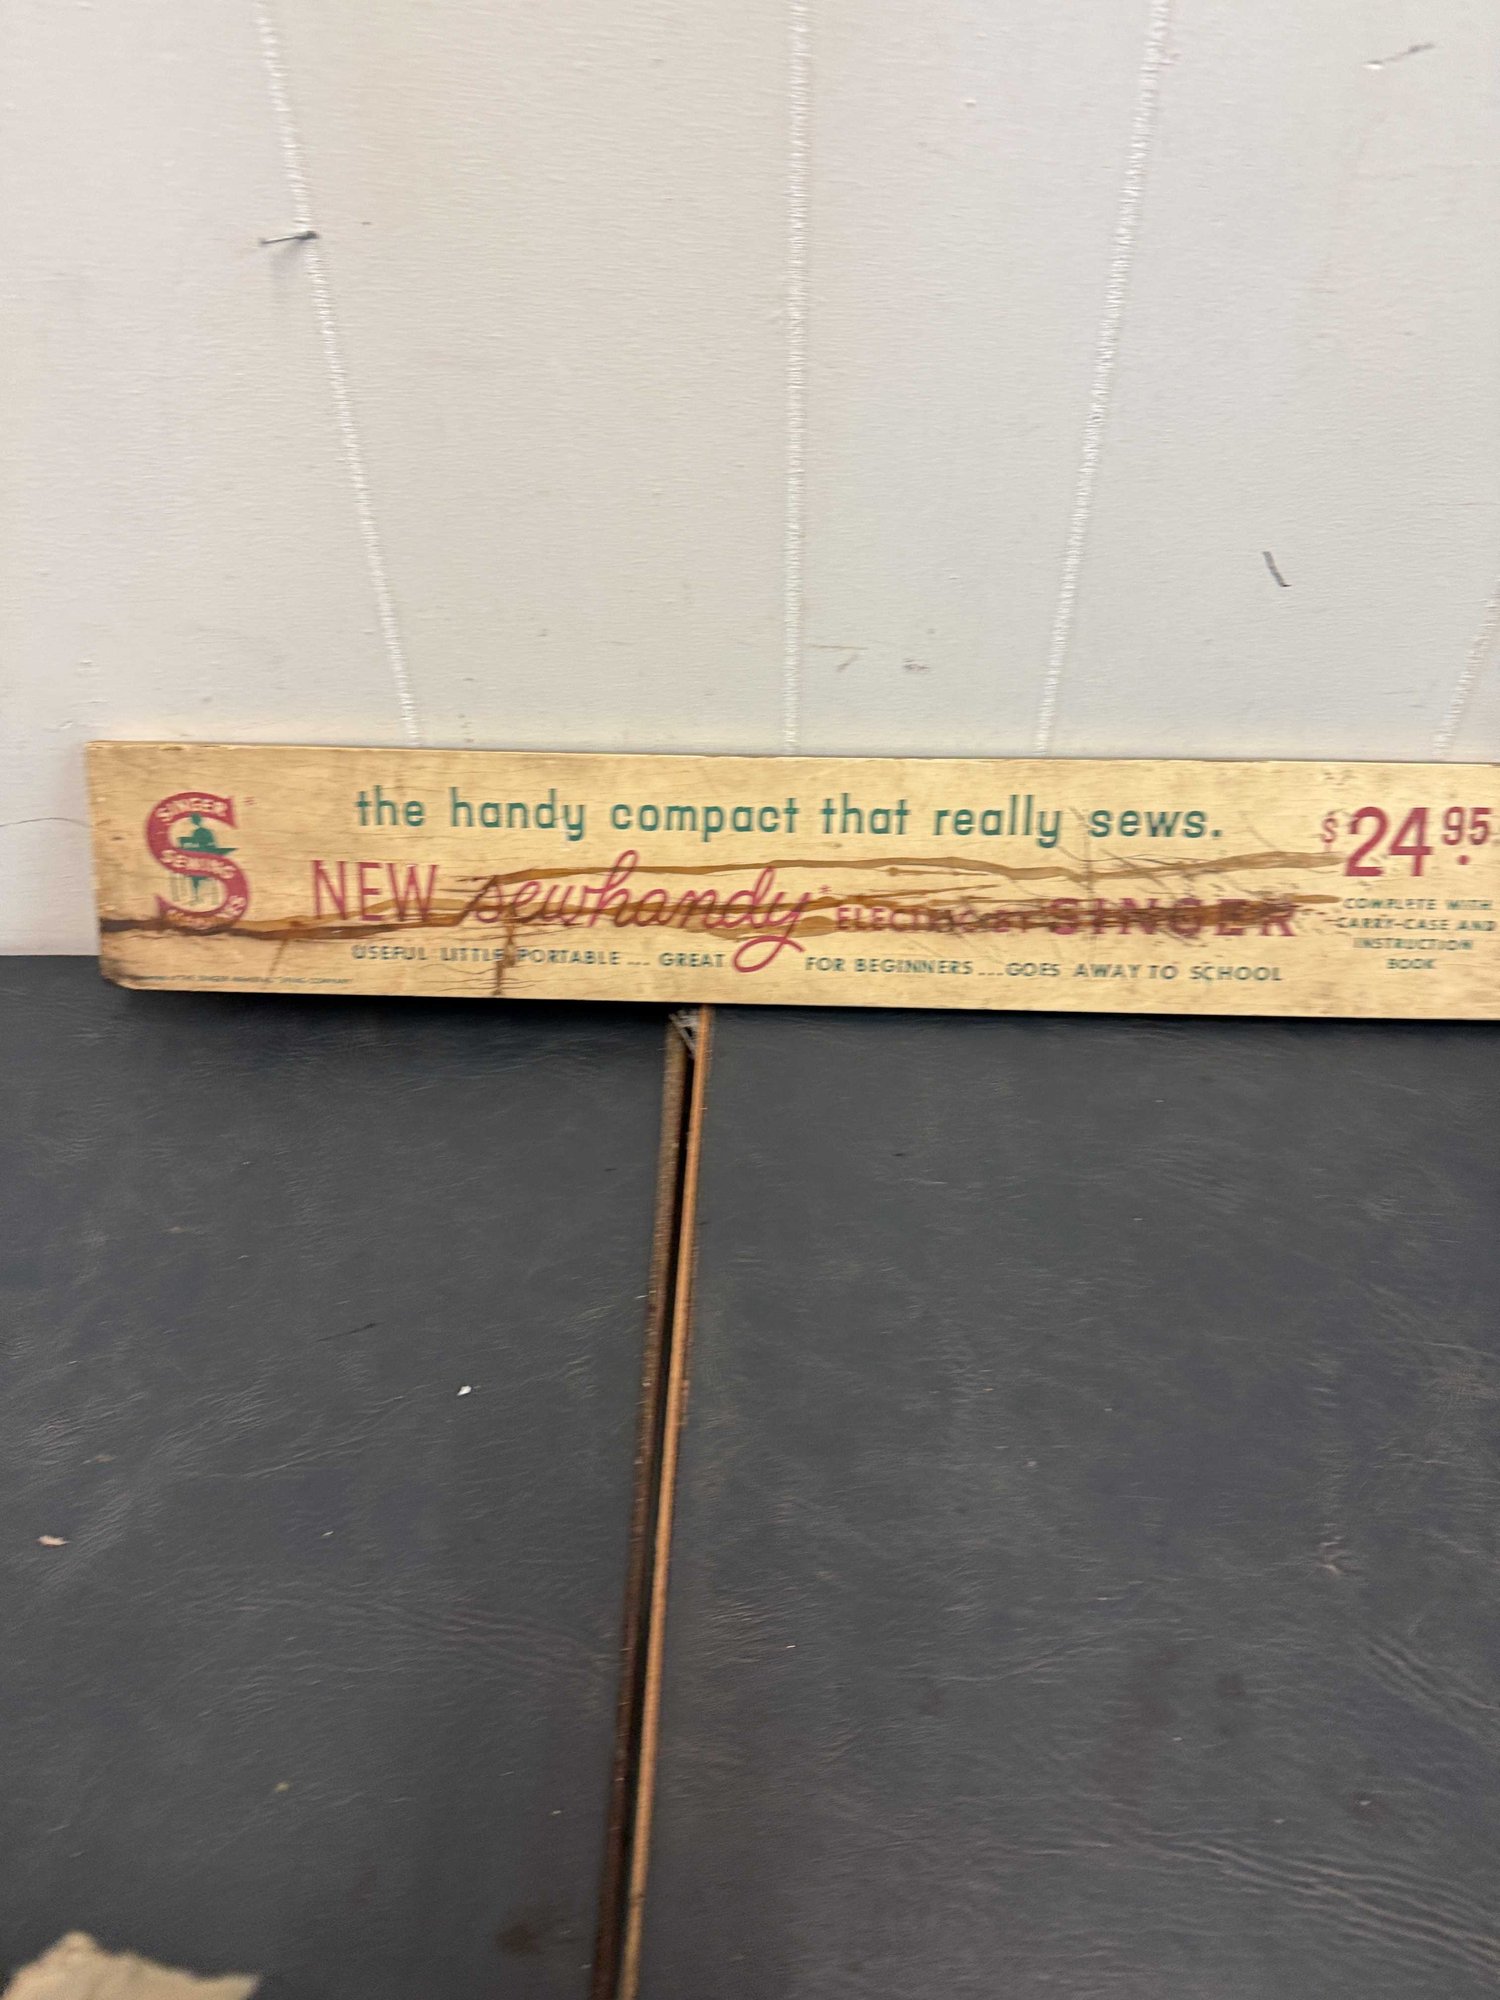 SINGER
SEWING
the handy compact that really sews.
NEW sewhandy* ELECTRIC BY SINGER
USEFUL LITTLE PORTABLE ... GREAT FOR BEGINNERS ... GOES AWAY TO SCHOOL
$24.95
COMPLETE WITH
CARRY-CASE AND
INSTRUCTION
BOOK